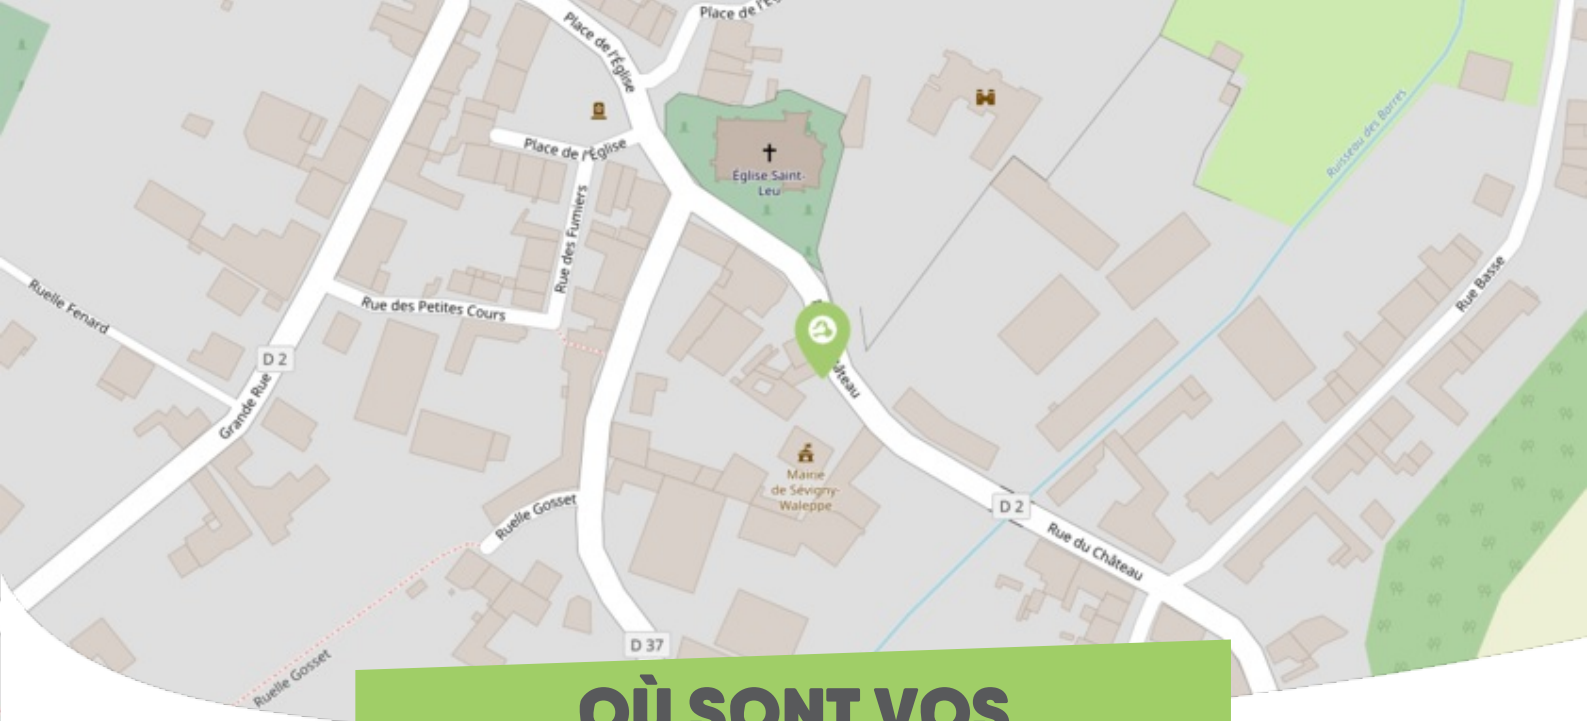 Place de l'Église
Place de l'É
Place de l'Église
Église Saint-
Leu
Ruisseau des Barres
Rue des Fumiers
Rue Basse
Ruelle Fenard
Rue des Petites Cours
D 2
Grande Rue
âteau
Mairie
de Sévigny-
Waleppe
Ruelle Gosset
D 2
Rue du Château
D 37
Ruelle Gosset
OÙ SONT VOS